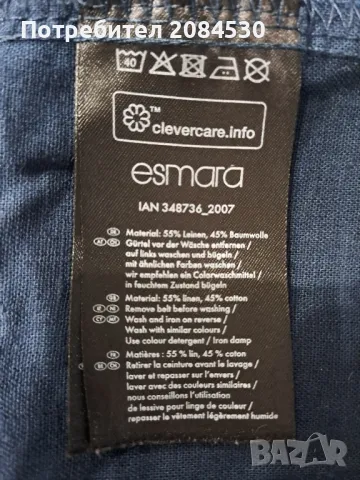 Потребител 2084530
40
™
clevercare.info
esmara
IAN 348736_2007
Material: 55% Leinen, 45% Baumwolle
Gürtel vor der Wäsche entfernen /
auf links waschen und bügeln /
mit ähnlichen Farben waschen /
wir empfehlen ein Colorwaschmittel /
in feuchtem Zustand bügeln
Material: 55% linen, 45% cotton
Remove belt before washing /
Wash and iron on reverse /
Wash with similar colours /
Use colour detergent / Iron damp
Matières : 55 % lin, 45 % coton
Retirer la ceinture avant le lavage /
laver et repasser sur l'envers /
laver avec des couleurs similaires /
nous conseillons l'utilisation
de lessive pour linge de couleur /
repasser le vêtement légèrement humide
BAZAR